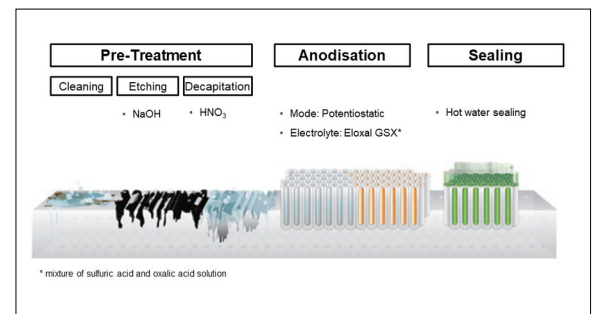 Pre-Treatment
Anodisation
Sealing
Cleaning
Etching
Decapitation
• NaOH
• HNO₃
• Mode: Potentiostatic
• Electrolyte: Eloxal GSX*
• Hot water sealing
* mixture of sulfuric acid and oxalic acid solution